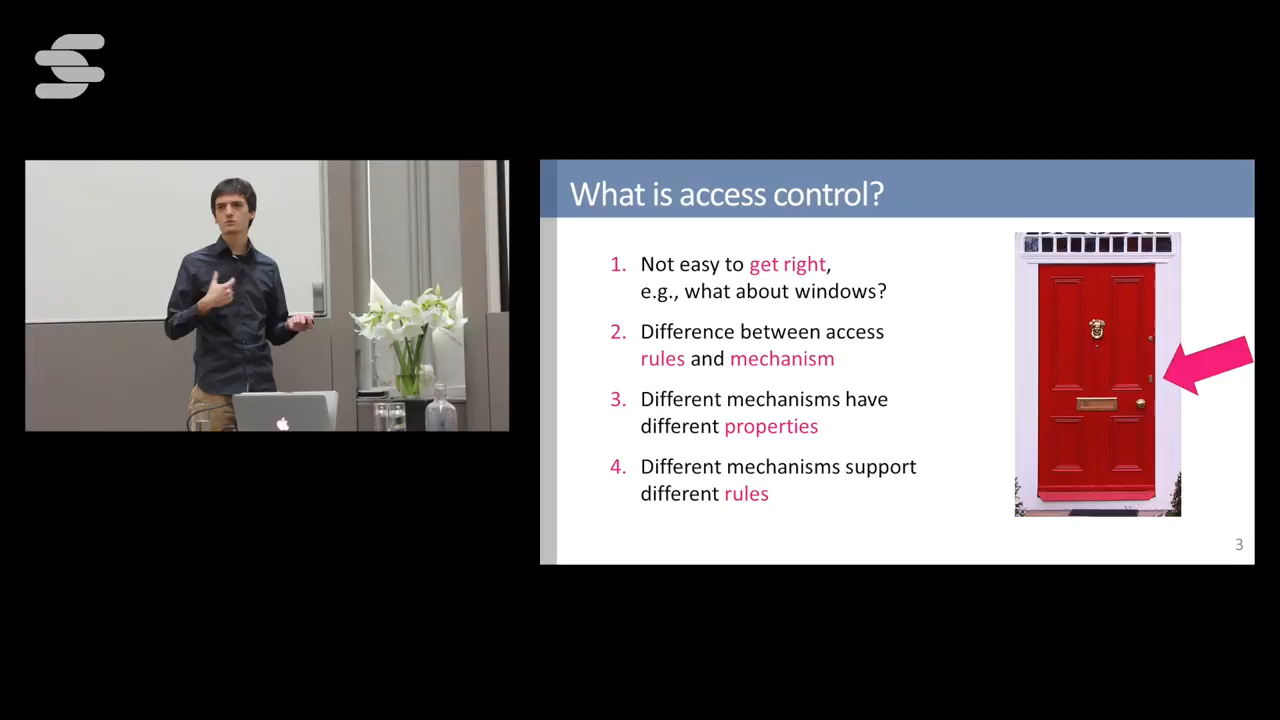 What is access control?
1. Not easy to get right,
e.g., what about windows?
2. Difference between access
rules and mechanism
3. Different mechanisms have
different properties
4. Different mechanisms support
different rules
3